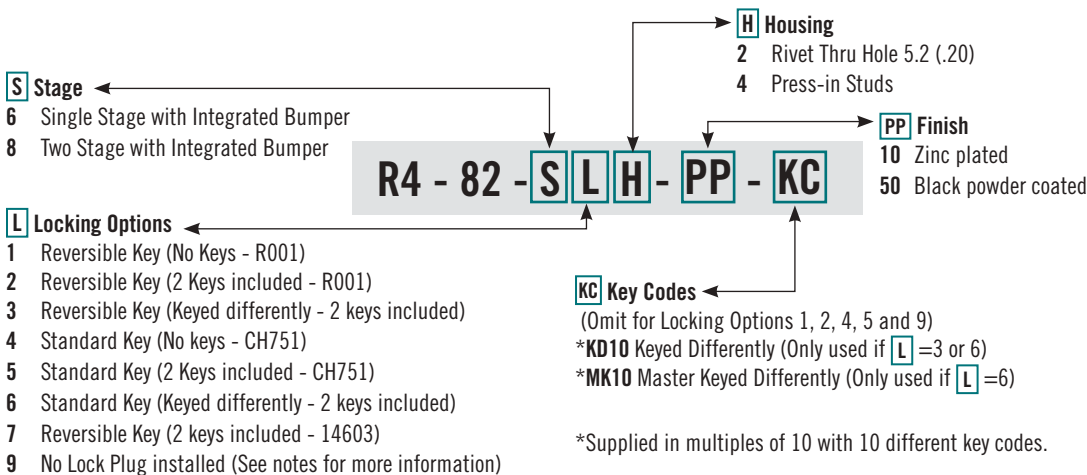 H Housing
2 Rivet Thru Hole 5.2 (.20)
4 Press-in Studs
S Stage
6 Single Stage with Integrated Bumper
8 Two Stage with Integrated Bumper
PP Finish
10 Zinc plated
50 Black powder coated
R4 - 82 - S L H - PP - KC
L Locking Options
1 Reversible Key (No Keys - R001)
2 Reversible Key (2 Keys included - R001)
3 Reversible Key (Keyed differently - 2 keys included)
4 Standard Key (No keys - CH751)
5 Standard Key (2 Keys included - CH751)
6 Standard Key (Keyed differently - 2 keys included)
7 Reversible Key (2 keys included - 14603)
9 No Lock Plug installed (See notes for more information)
KC Key Codes
(Omit for Locking Options 1, 2, 4, 5 and 9)
*KD10 Keyed Differently (Only used if L =3 or 6)
*MK10 Master Keyed Differently (Only used if L =6)
*Supplied in multiples of 10 with 10 different key codes.